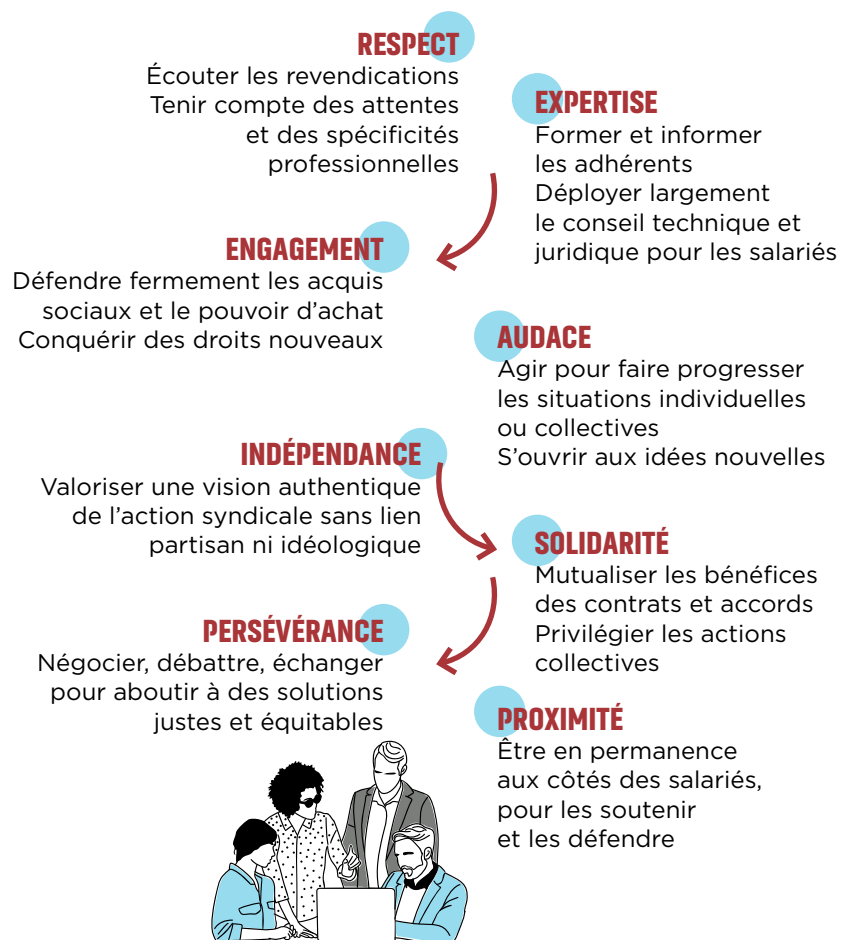 RESPECT
Écouter les revendications
Tenir compte des attentes
et des spécificités
professionnelles
EXPERTISE
Former et informer
les adhérents
Déployer largement
le conseil technique et
juridique pour les salariés
ENGAGEMENT
Défendre fermement les acquis
sociaux et le pouvoir d’achat
Conquérir des droits nouveaux
AUDACE
Agir pour faire progresser
les situations individuelles
ou collectives
S’ouvrir aux idées nouvelles
INDÉPENDANCE
Valoriser une vision authentique
de l’action syndicale sans lien
partisan ni idéologique
SOLIDARITÉ
Mutualiser les bénéfices
des contrats et accords
Privilégier les actions
collectives
PERSÉVÉRANCE
Négocier, débattre, échanger
pour aboutir à des solutions
justes et équitables
PROXIMITÉ
Être en permanence
aux côtés des salariés,
pour les soutenir
et les défendre